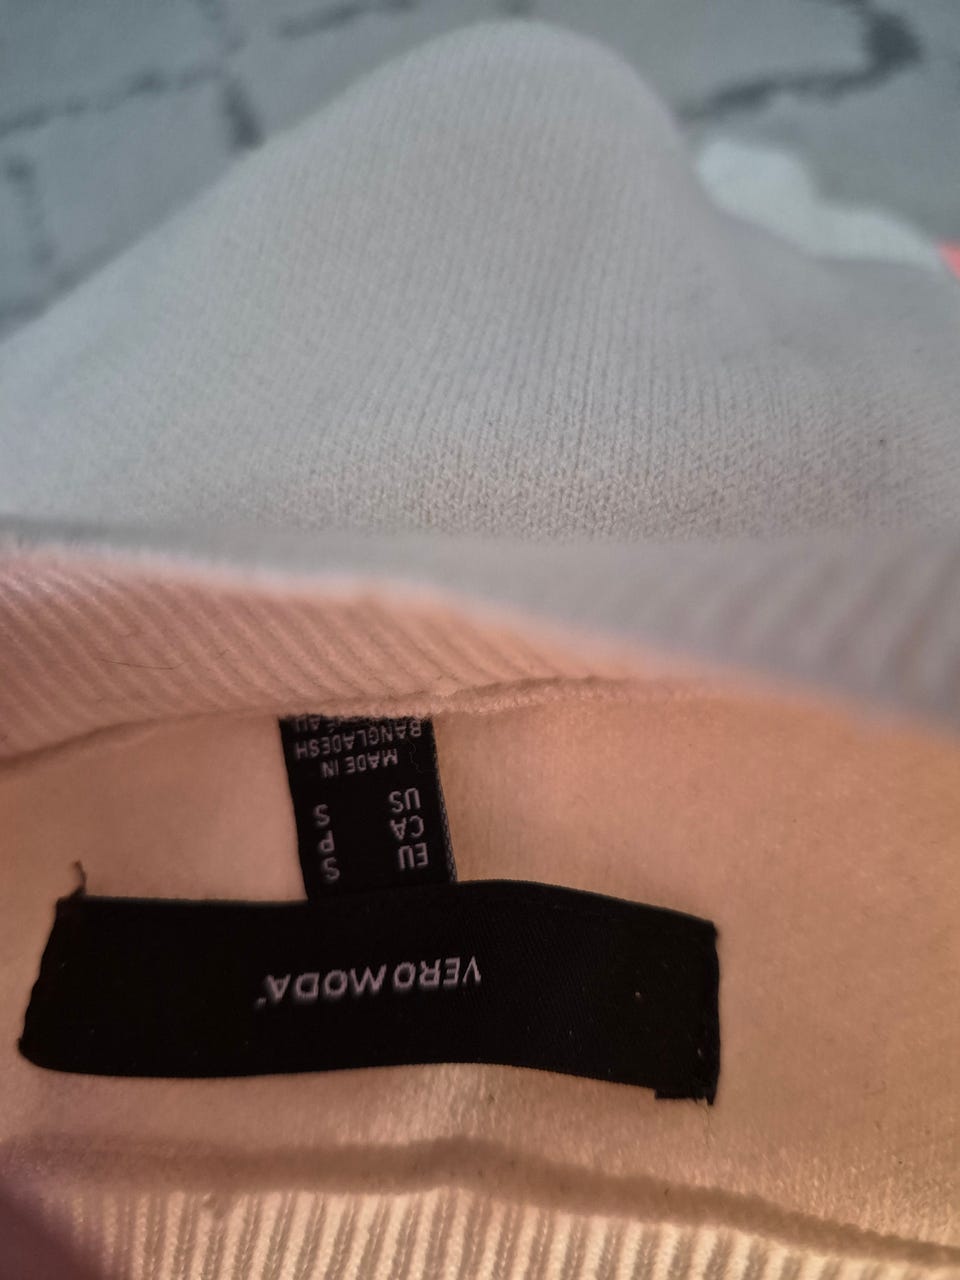 VERO MODA
EU S
CA P
US S
MADE IN
BANGLADESH